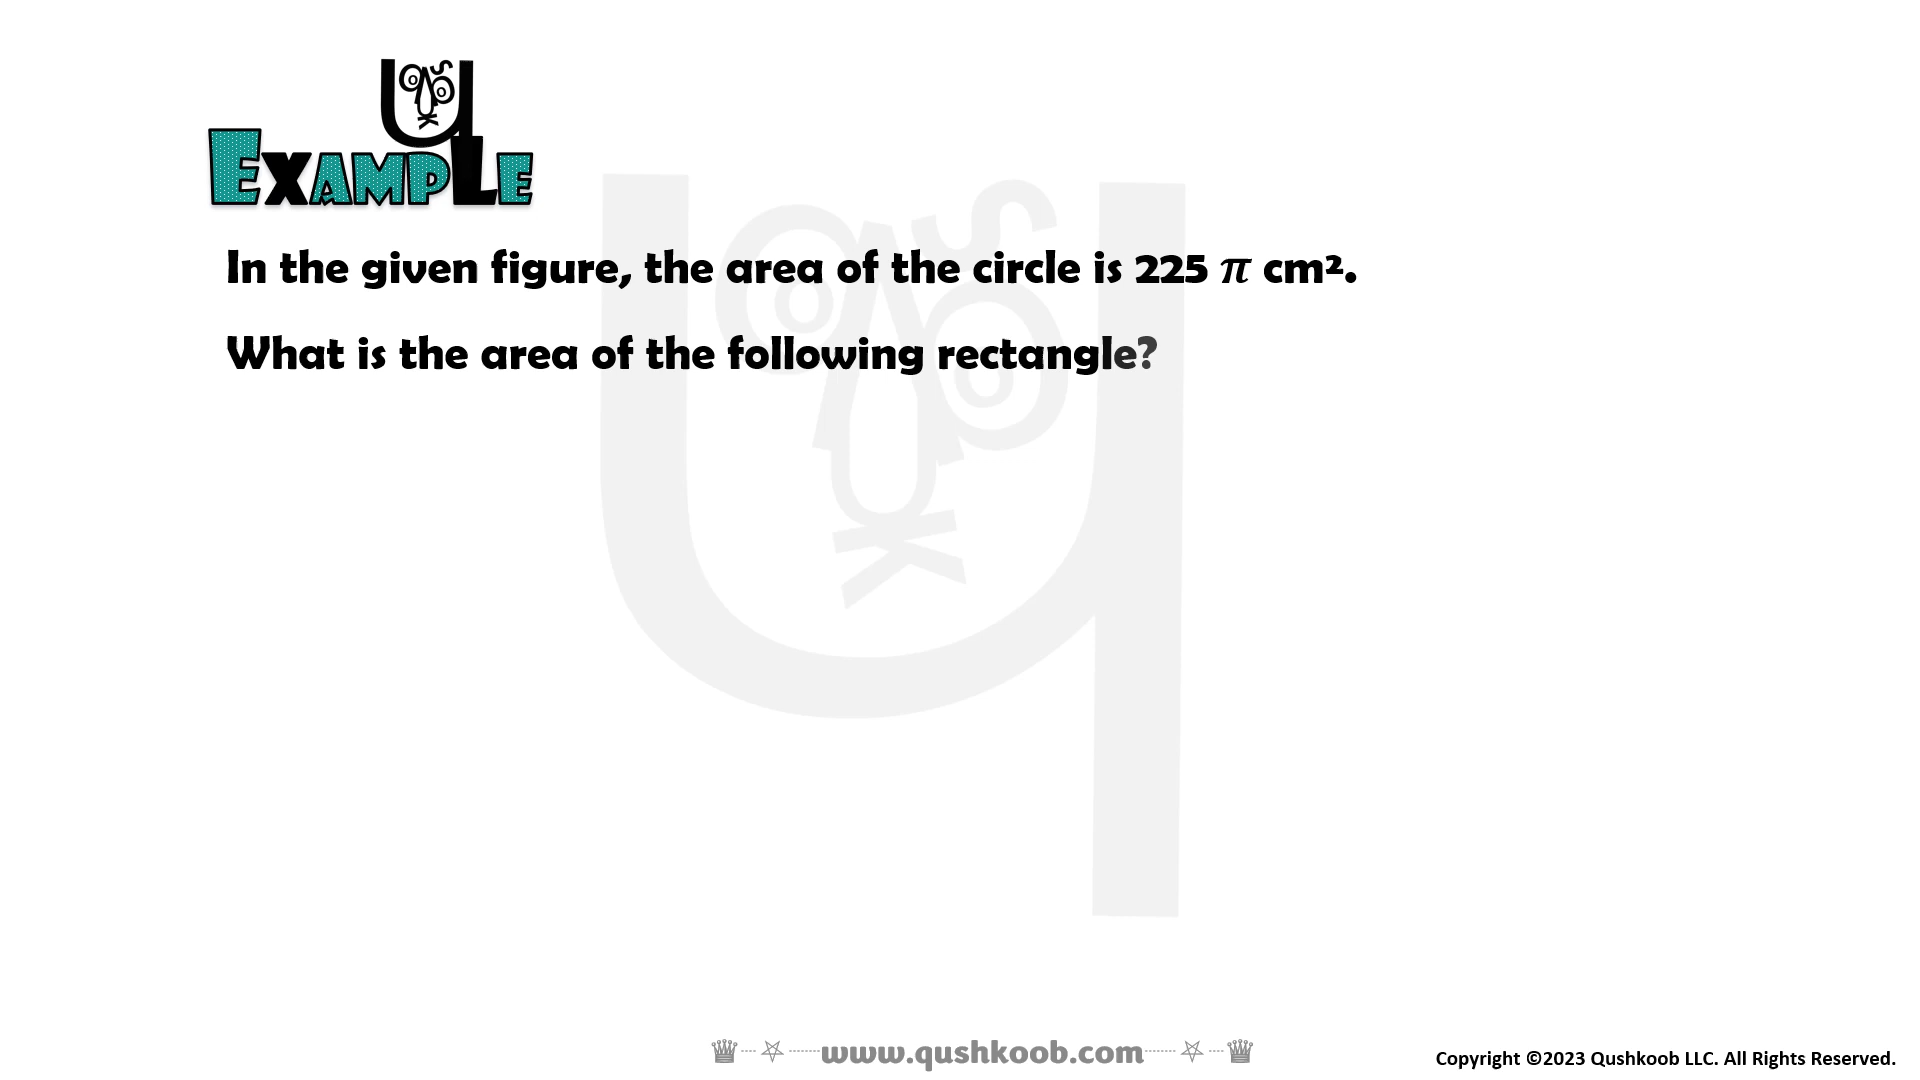 qushkoob
ExampLe
In the given figure, the area of the circle is 225 𝜋 cm².
What is the area of the following rectangle?
www.qushkoob.com
Copyright ©2023 Qushkoob LLC. All Rights Reserved.